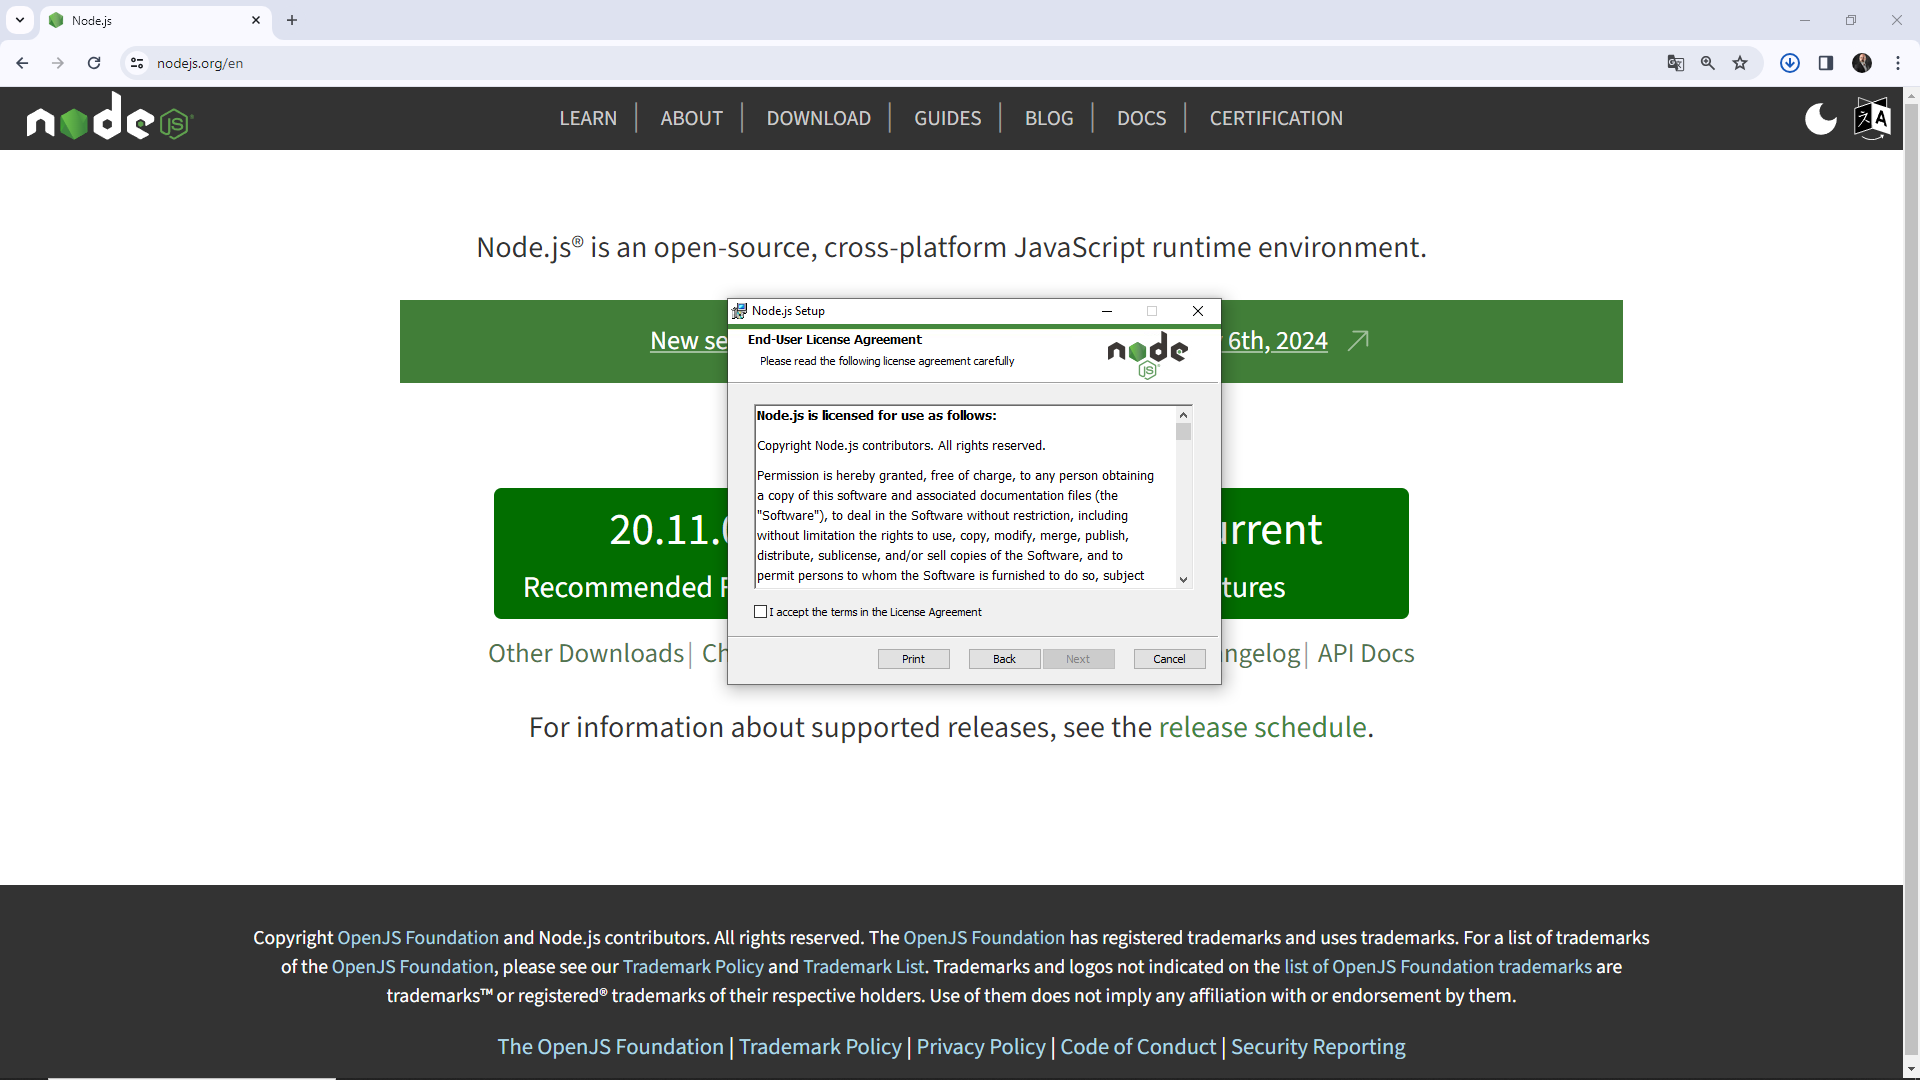 Node.js
nodejs.org/en
node JS
LEARN
ABOUT
DOWNLOAD
GUIDES
BLOG
DOCS
CERTIFICATION
Node.js® is an open-source, cross-platform JavaScript runtime environment.
New se
6th, 2024
20.11.
urrent
Recommended
tures
Other Downloads | Ch
ngelog | API Docs
For information about supported releases, see the release schedule.
Node.js Setup
End-User License Agreement
Please read the following license agreement carefully
node JS
Node.js is licensed for use as follows:
Copyright Node.js contributors. All rights reserved.
Permission is hereby granted, free of charge, to any person obtaining
a copy of this software and associated documentation files (the
"Software"), to deal in the Software without restriction, including
without limitation the rights to use, copy, modify, merge, publish,
distribute, sublicense, and/or sell copies of the Software, and to
permit persons to whom the Software is furnished to do so, subject
I accept the terms in the License Agreement
Print
Back
Next
Cancel
Copyright OpenJS Foundation and Node.js contributors. All rights reserved. The OpenJS Foundation has registered trademarks and uses trademarks. For a list of trademarks
of the OpenJS Foundation, please see our Trademark Policy and Trademark List. Trademarks and logos not indicated on the list of OpenJS Foundation trademarks are
trademarks™ or registered® trademarks of their respective holders. Use of them does not imply any affiliation with or endorsement by them.
The OpenJS Foundation | Trademark Policy | Privacy Policy | Code of Conduct | Security Reporting